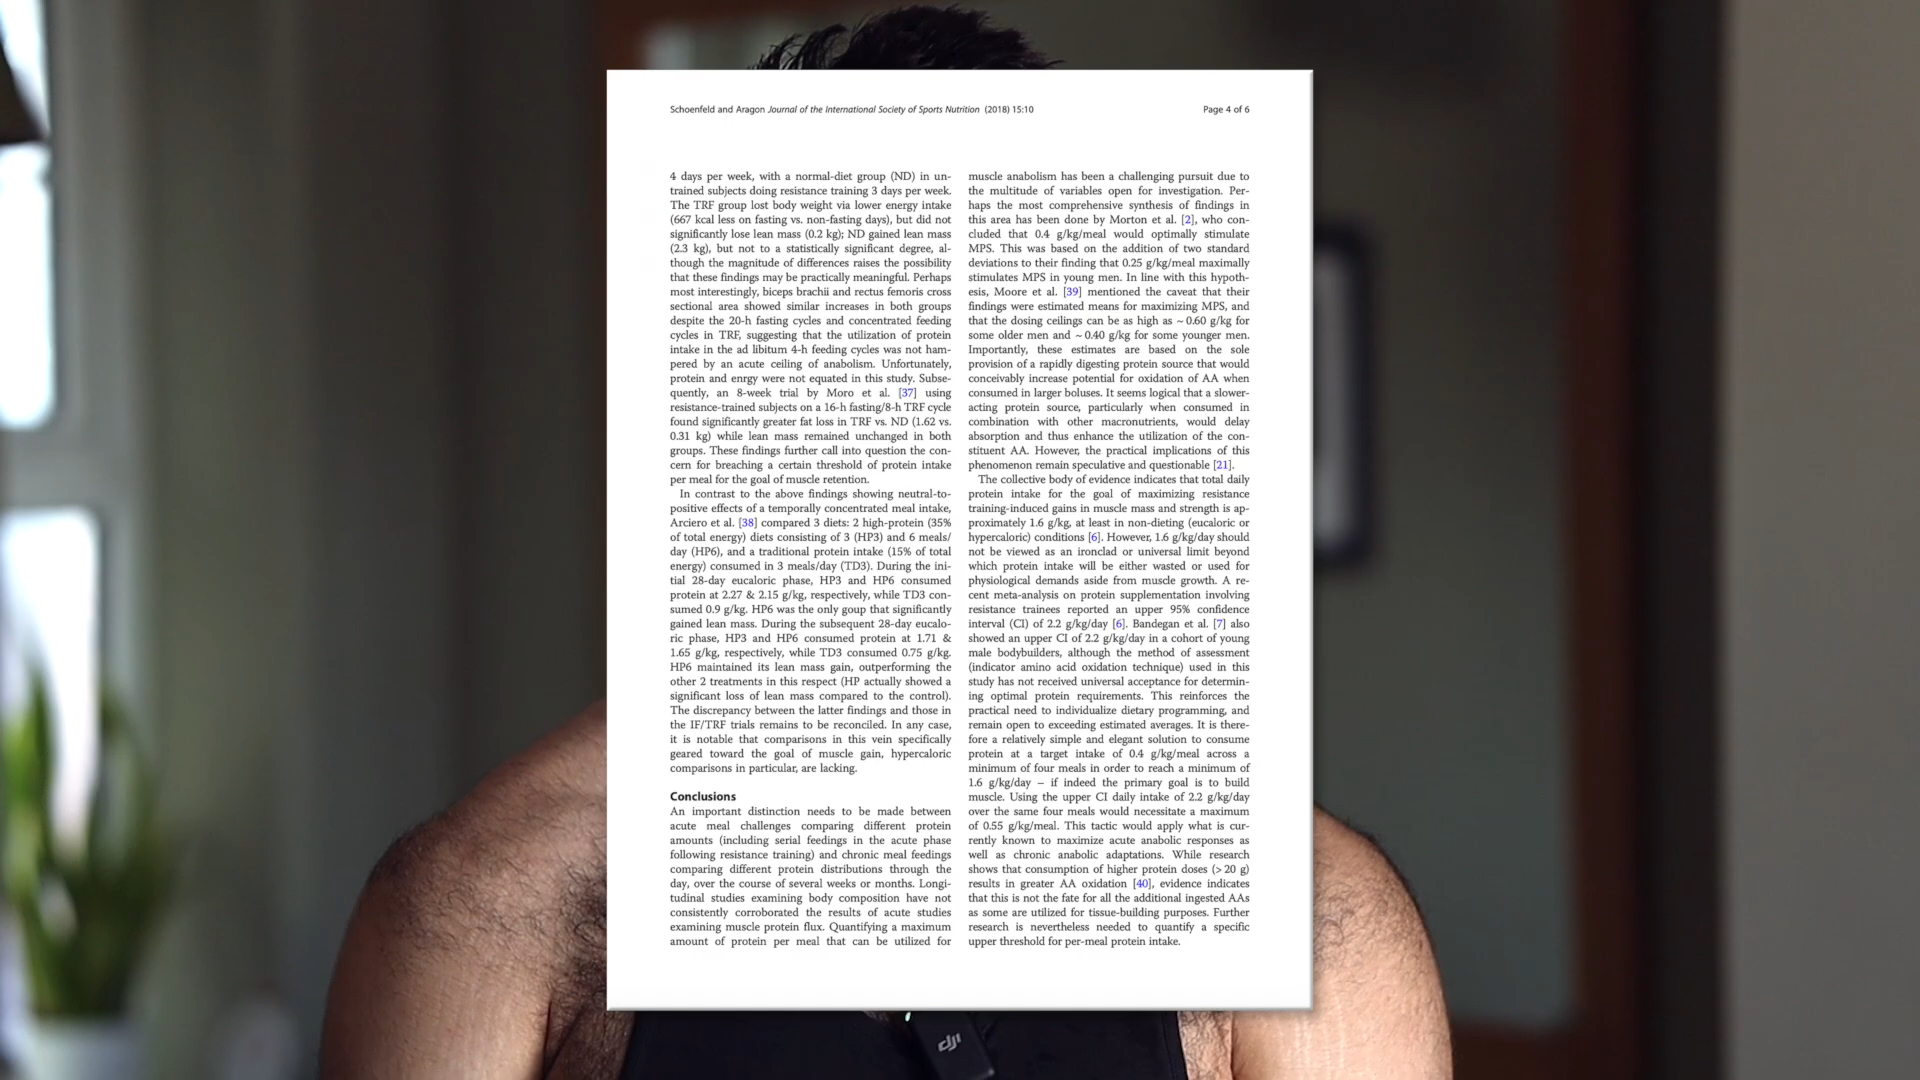 Schoenfeld and Aragon Journal of the International Society of Sports Nutrition (2018) 15:10
Page 4 of 6
4 days per week, with a normal-diet group (ND) in un-
trained subjects doing resistance training 3 days per week.
The TRF group lost body weight via lower energy intake
(667 kcal less on fasting vs. non-fasting days), but did not
significantly lose lean mass (0.2 kg); ND gained lean mass
(2.3 kg), but not to a statistically significant degree, al-
though the magnitude of differences raises the possibility
that these findings may be practically meaningful. Perhaps
most interestingly, biceps brachii and rectus femoris cross
sectional area showed similar increases in both groups
despite the 20-h fasting cycles and concentrated feeding
cycles in TRF, suggesting that the utilization of protein
intake in the ad libitum 4-h feeding cycles was not ham-
pered by an acute ceiling of anabolism. Unfortunately,
protein and enrgy were not equated in this study. Subse-
quently, an 8-week trial by Moro et al. [37] using
resistance-trained subjects on a 16-h fasting/8-h TRF cycle
found significantly greater fat loss in TRF vs. ND (1.62 vs.
0.31 kg) while lean mass remained unchanged in both
groups. These findings further call into question the con-
cern for breaching a certain threshold of protein intake
per meal for the goal of muscle retention.
In contrast to the above findings showing neutral-to-
positive effects of a temporally concentrated meal intake,
Arciero et al. [38] compared 3 diets: 2 high-protein (35%
of total energy) diets consisting of 3 (HP3) and 6 meals/
day (HP6), and a traditional protein intake (15% of total
energy) consumed in 3 meals/day (TD3). During the ini-
tial 28-day eucaloric phase, HP3 and HP6 consumed
protein at 2.27 & 2.15 g/kg, respectively, while TD3 con-
sumed 0.9 g/kg. HP6 was the only goup that significantly
gained lean mass. During the subsequent 28-day eucalo-
ric phase, HP3 and HP6 consumed protein at 1.71 &
1.65 g/kg, respectively, while TD3 consumed 0.75 g/kg.
HP6 maintained its lean mass gain, outperforming the
other 2 treatments in this respect (HP actually showed a
significant loss of lean mass compared to the control).
The discrepancy between the latter findings and those in
the IF/TRF trials remains to be reconciled. In any case,
it is notable that comparisons in this vein specifically
geared toward the goal of muscle gain, hypercaloric
comparisons in particular, are lacking.
Conclusions
An important distinction needs to be made between
acute meal challenges comparing different protein
amounts (including serial feedings in the acute phase
following resistance training) and chronic meal feedings
comparing different protein distributions through the
day, over the course of several weeks or months. Longi-
tudinal studies examining body composition have not
consistently corroborated the results of acute studies
examining muscle protein flux. Quantifying a maximum
amount of protein per meal that can be utilized for
muscle anabolism has been a challenging pursuit due to
the multitude of variables open for investigation. Per-
haps the most comprehensive synthesis of findings in
this area has been done by Morton et al. [2], who con-
cluded that 0.4 g/kg/meal would optimally stimulate
MPS. This was based on the addition of two standard
deviations to their finding that 0.25 g/kg/meal maximally
stimulates MPS in young men. In line with this hypoth-
esis, Moore et al. [39] mentioned the caveat that their
findings were estimated means for maximizing MPS, and
that the dosing ceilings can be as high as ~ 0.60 g/kg for
some older men and ~ 0.40 g/kg for some younger men.
Importantly, these estimates are based on the sole
provision of a rapidly digesting protein source that would
conceivably increase potential for oxidation of AA when
consumed in larger boluses. It seems logical that a slower-
acting protein source, particularly when consumed in
combination with other macronutrients, would delay
absorption and thus enhance the utilization of the con-
stituent AA. However, the practical implications of this
phenomenon remain speculative and questionable [21].
The collective body of evidence indicates that total daily
protein intake for the goal of maximizing resistance
training-induced gains in muscle mass and strength is ap-
proximately 1.6 g/kg, at least in non-dieting (eucaloric or
hypercaloric) conditions [6]. However, 1.6 g/kg/day should
not be viewed as an ironclad or universal limit beyond
which protein intake will be either wasted or used for
physiological demands aside from muscle growth. A re-
cent meta-analysis on protein supplementation involving
resistance trainees reported an upper 95% confidence
interval (CI) of 2.2 g/kg/day [6]. Bandegan et al. [7] also
showed an upper CI of 2.2 g/kg/day in a cohort of young
male bodybuilders, although the method of assessment
(indicator amino acid oxidation technique) used in this
study has not received universal acceptance for determin-
ing optimal protein requirements. This reinforces the
practical need to individualize dietary programming, and
remain open to exceeding estimated averages. It is there-
fore a relatively simple and elegant solution to consume
protein at a target intake of 0.4 g/kg/meal across a
minimum of four meals in order to reach a minimum of
1.6 g/kg/day – if indeed the primary goal is to build
muscle. Using the upper CI daily intake of 2.2 g/kg/day
over the same four meals would necessitate a maximum
of 0.55 g/kg/meal. This tactic would apply what is cur-
rently known to maximize acute anabolic responses as
well as chronic anabolic adaptations. While research
shows that consumption of higher protein doses (> 20 g)
results in greater AA oxidation [40], evidence indicates
that this is not the fate for all the additional ingested AAs
as some are utilized for tissue-building purposes. Further
research is nevertheless needed to quantify a specific
upper threshold for per-meal protein intake.
dji